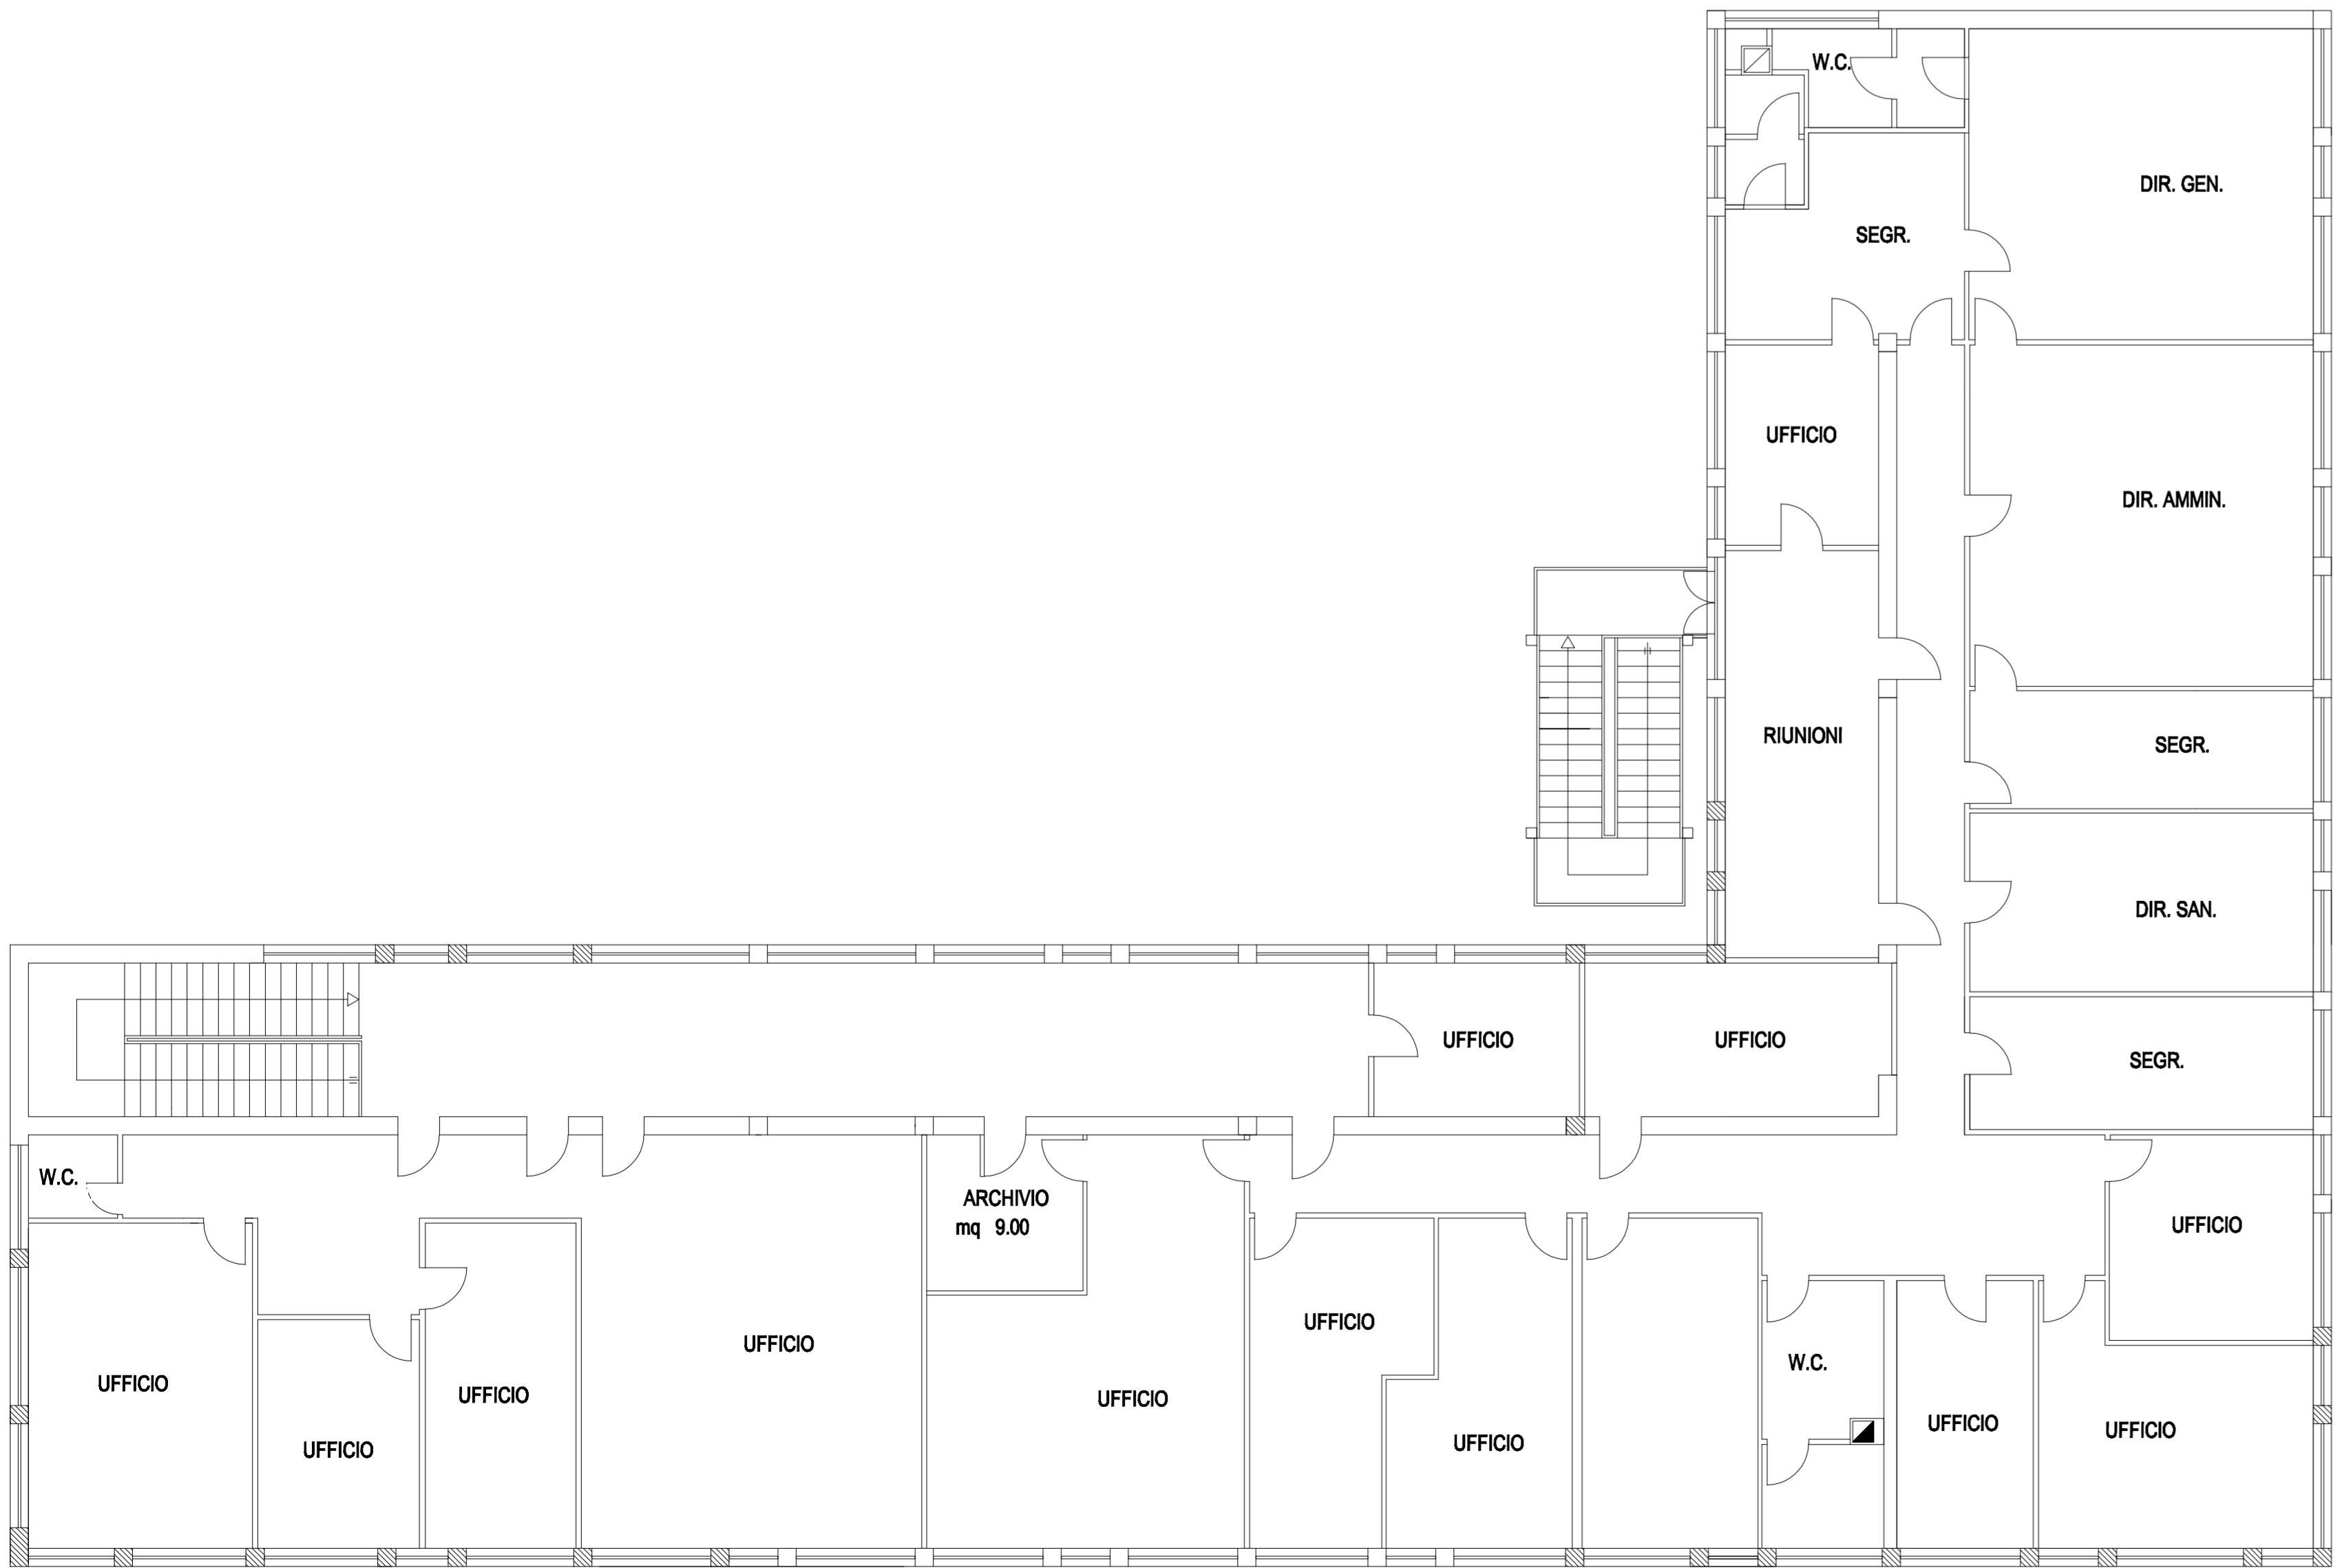 W.C.
DIR. GEN.
SEGR.
UFFICIO
DIR. AMMIN.
RIUNIONI
SEGR.
DIR. SAN.
UFFICIO
UFFICIO
SEGR.
W.C.
ARCHIVIO
mq 9.00
UFFICIO
UFFICIO
UFFICIO
W.C.
UFFICIO
UFFICIO
UFFICIO
UFFICIO
UFFICIO
UFFICIO
UFFICIO
UFFICIO